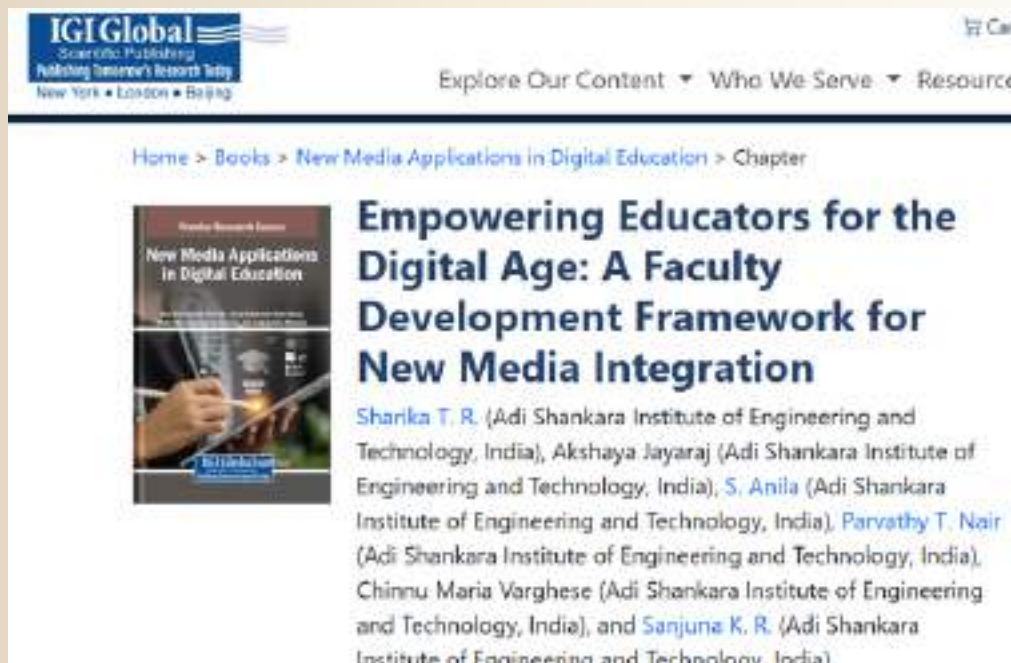 IGI Global
Scientific Publishing
Publishing Tomorrow's Research Today
New York • London • Beijing
Explore Our Content ▼ Who We Serve ▼ Resource
Home > Books > New Media Applications in Digital Education > Chapter
Premier Research Source
New Media Applications
in Digital Education
Empowering Educators for the
Digital Age: A Faculty
Development Framework for
New Media Integration
Sharika T. R. (Adi Shankara Institute of Engineering and
Technology, India), Akshaya Jayaraj (Adi Shankara Institute of
Engineering and Technology, India), S. Anila (Adi Shankara
Institute of Engineering and Technology, India), Parvathy T. Nair
(Adi Shankara Institute of Engineering and Technology, India),
Chinnu Maria Varghese (Adi Shankara Institute of Engineering
and Technology, India), and Sanjuna K. R. (Adi Shankara
Institute of Engineering and Technology, India)